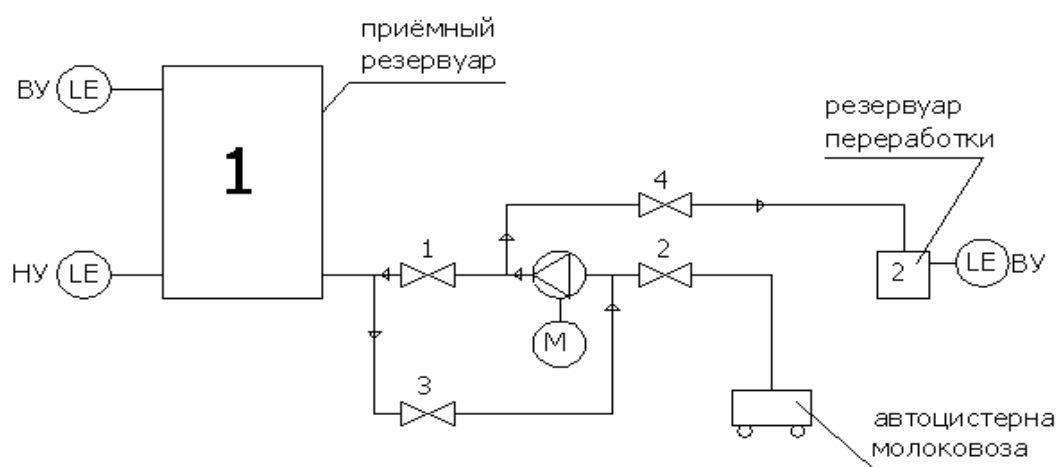 приёмный
резервуар
ВУ LE
1
резервуар
переработки
4
НУ LE
1
2
2
LE ВУ
М
3
автоцистерна
молоковоза